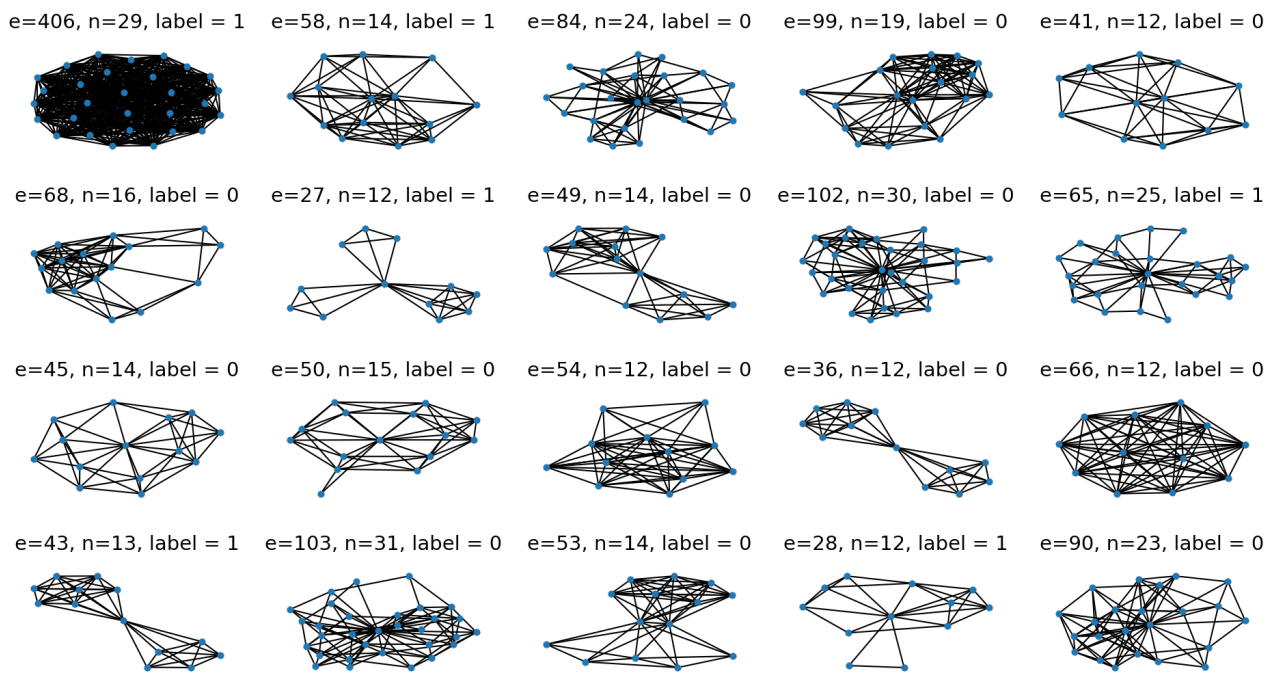 e=406, n=29, label = 1
e=58, n=14, label = 1
e=84, n=24, label = 0
e=99, n=19, label = 0
e=41, n=12, label = 0
e=68, n=16, label = 0
e=27, n=12, label = 1
e=49, n=14, label = 0
e=102, n=30, label = 0
e=65, n=25, label = 1
e=45, n=14, label = 0
e=50, n=15, label = 0
e=54, n=12, label = 0
e=36, n=12, label = 0
e=66, n=12, label = 0
e=43, n=13, label = 1
e=103, n=31, label = 0
e=53, n=14, label = 0
e=28, n=12, label = 1
e=90, n=23, label = 0